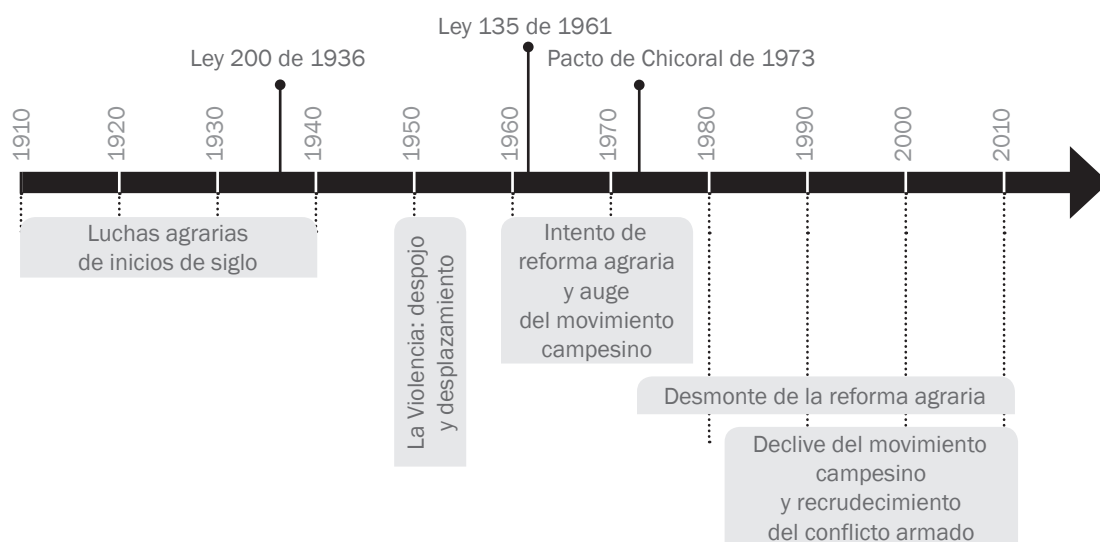 Ley 135 de 1961
Ley 200 de 1936
Pacto de Chicoral de 1973
1910
1920
1930
1940
1950
1960
1970
1980
1990
2000
2010
Luchas agrarias
de inicios de siglo
La Violencia: despojo
y desplazamiento
Intento de
reforma agraria
y auge
del movimiento
campesino
Desmonte de la reforma agraria
Declive del movimiento
campesino
y recrudecimiento
del conflicto armado